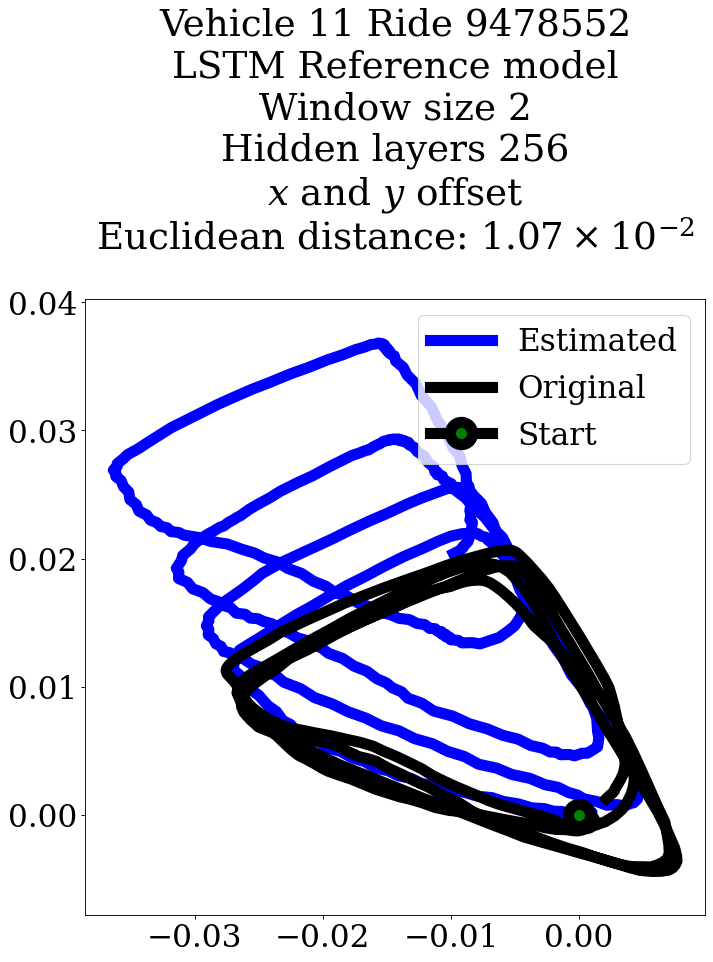 Vehicle 11 Ride 9478552
LSTM Reference model
Window size 2
Hidden layers 256
x and y offset
Euclidean distance: 1.07 × 10⁻²
0.04
0.03
0.02
0.01
0.00
Estimated
Original
Start
−0.03 −0.02 −0.01 0.00